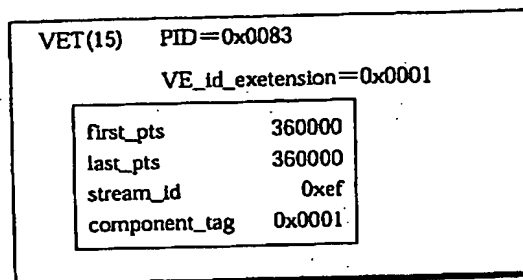 VET(15) PID=0x0083
VE_id_exetension=0x0001
first_pts 360000
last_pts 360000
stream_id 0xef
component_tag 0x0001